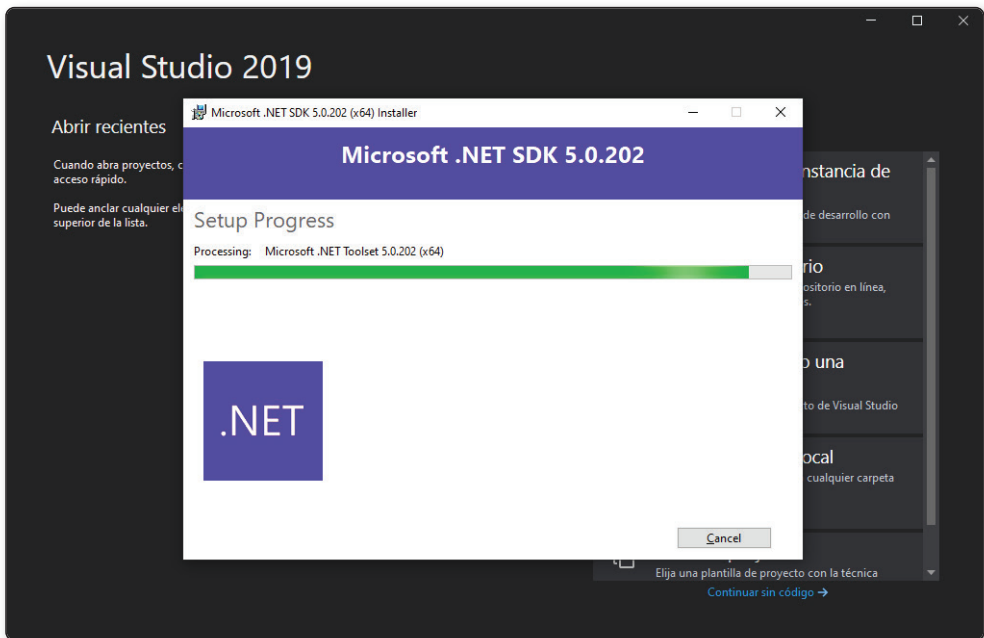 Visual Studio 2019
Abrir recientes
Cuando abra proyectos, c
acceso rápido.
Puede anclar cualquier ele
superior de la lista.
Microsoft .NET SDK 5.0.202 (x64) Installer
Microsoft .NET SDK 5.0.202
Setup Progress
Processing: Microsoft .NET Toolset 5.0.202 (x64)
.NET
Cancel
nstancia de
de desarrollo con
rio
ositorio en línea,
s.
o una
to de Visual Studio
ocal
cualquier carpeta
Elija una plantilla de proyecto con la técnica
Continuar sin código →